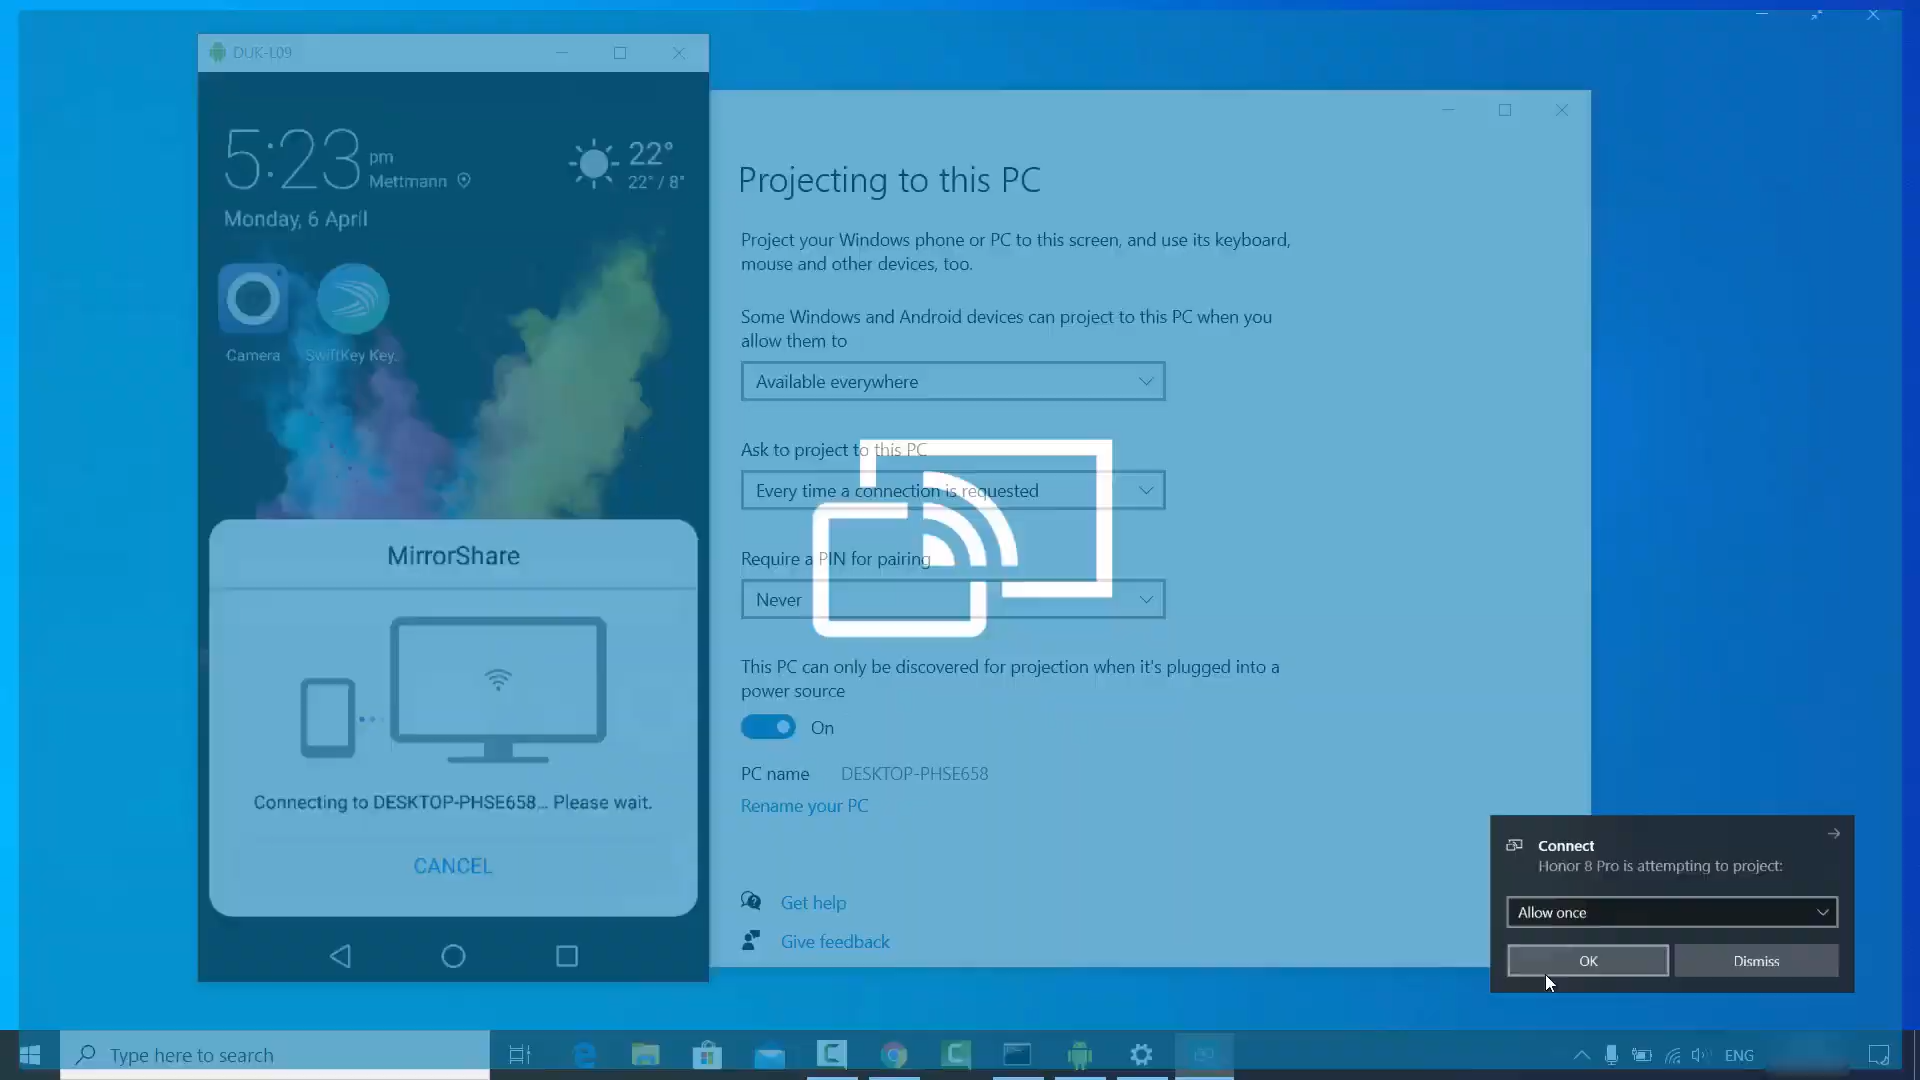 DUK-L09
5:23 pm
Mettmann
22°
22° / 8°
Monday, 6 April
Camera
SwiftKey Key..
MirrorShare
Connecting to DESKTOP-PHSE658... Please wait.
CANCEL
Projecting to this PC
Project your Windows phone or PC to this screen, and use its keyboard,
mouse and other devices, too.
Some Windows and Android devices can project to this PC when you
allow them to
Available everywhere
Ask to project to this PC
Every time a connection is requested
Require a PIN for pairing
Never
This PC can only be discovered for projection when it's plugged into a
power source
On
PC name DESKTOP-PHSE658
Rename your PC
Get help
Give feedback
Connect
Honor 8 Pro is attempting to project:
Allow once
OK
Dismiss
Type here to search
ENG